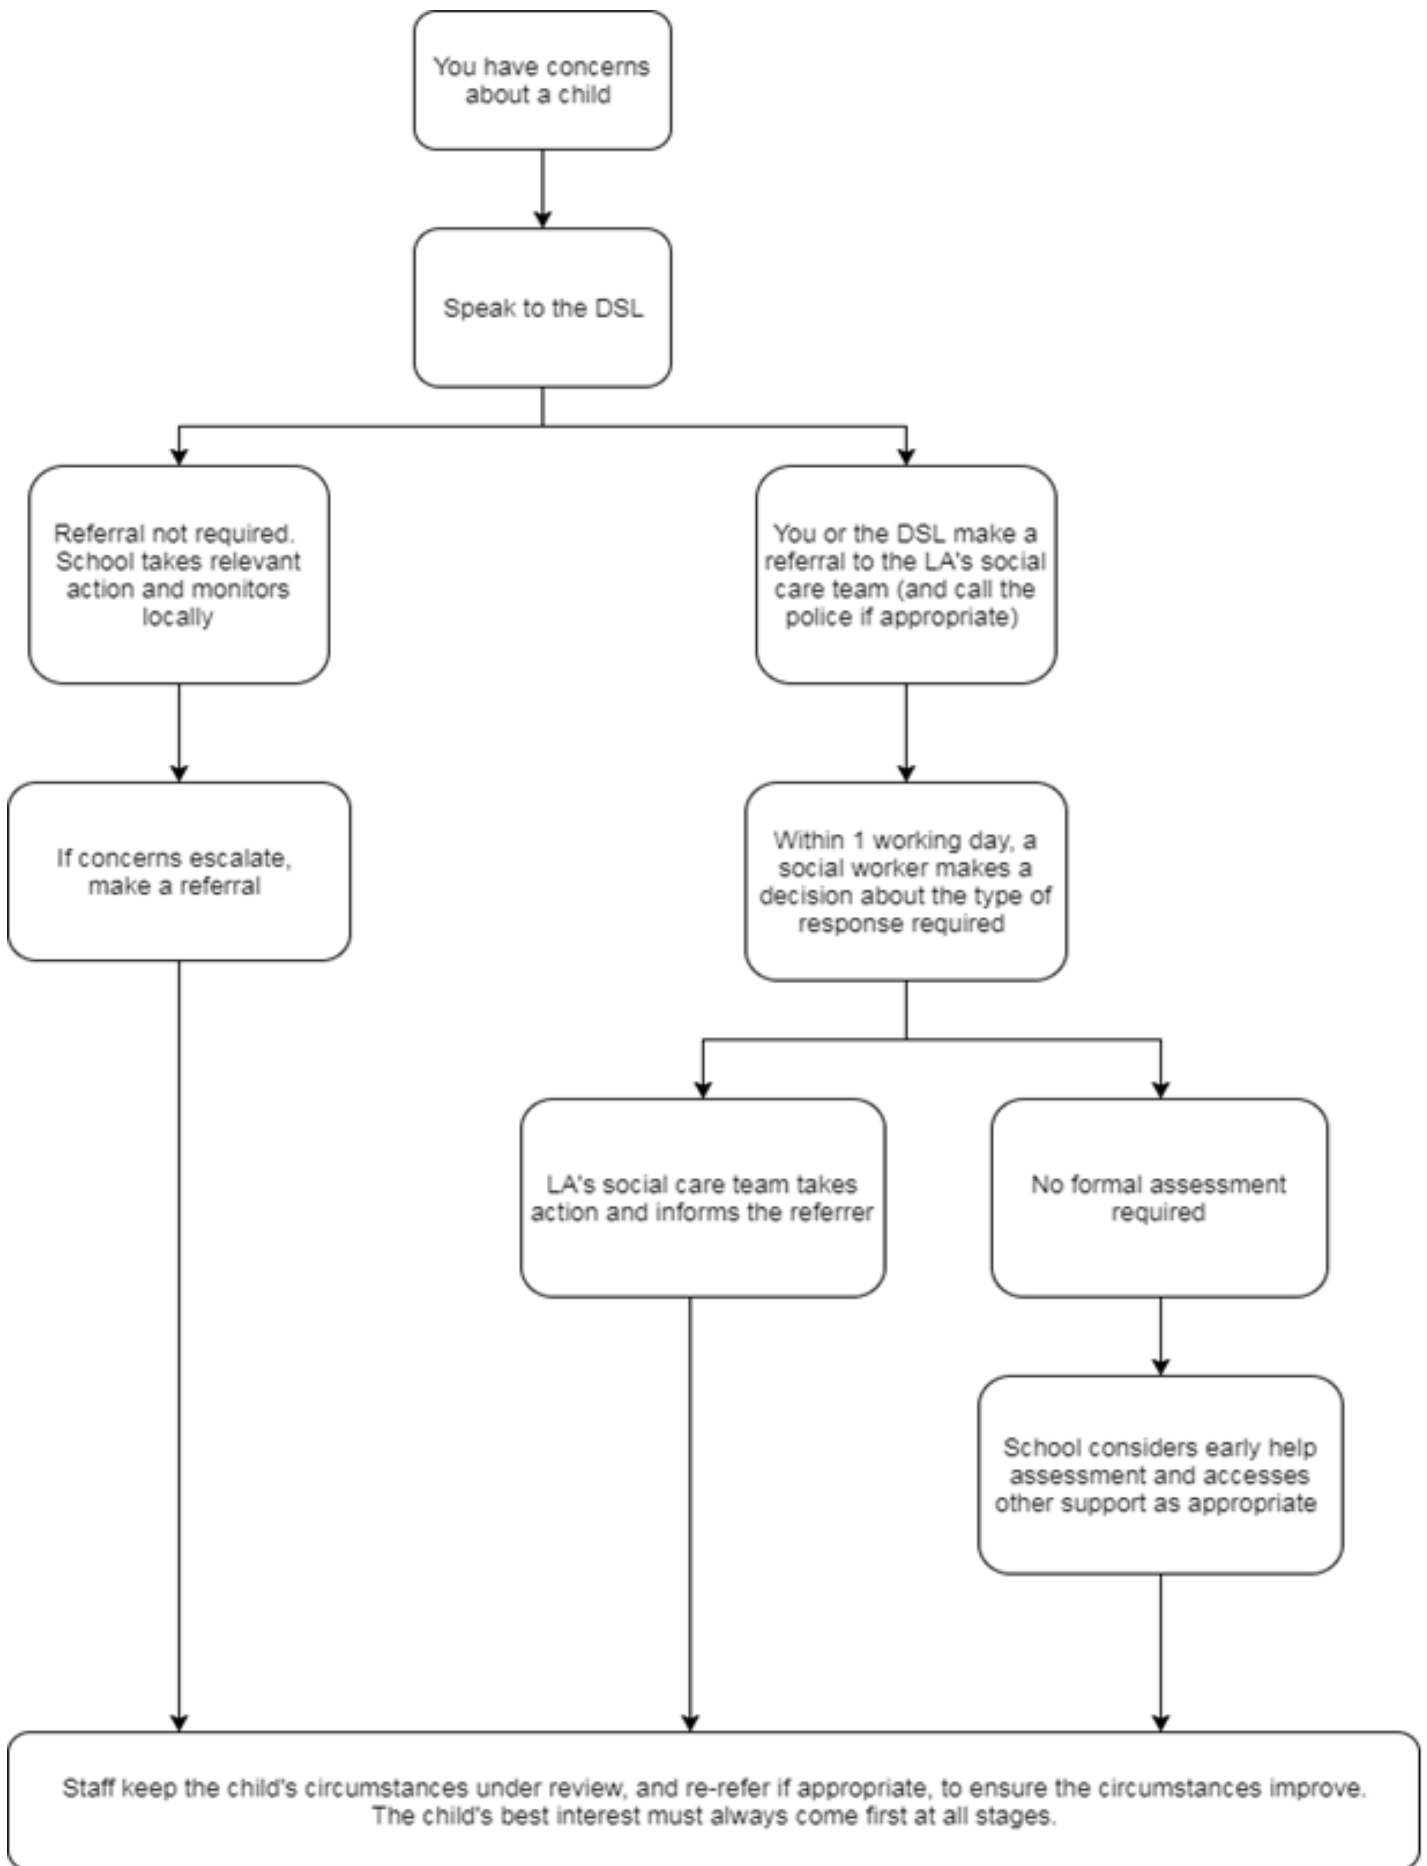 You have concerns
about a child
Speak to the DSL
Referral not required.
School takes relevant
action and monitors
locally
You or the DSL make a
referral to the LA's social
care team (and call the
police if appropriate)
If concerns escalate,
make a referral
Within 1 working day, a
social worker makes a
decision about the type of
response required
LA's social care team takes
action and informs the referrer
No formal assessment
required
School considers early help
assessment and accesses
other support as appropriate
Staff keep the child's circumstances under review, and re-refer if appropriate, to ensure the circumstances improve.
The child's best interest must always come first at all stages.